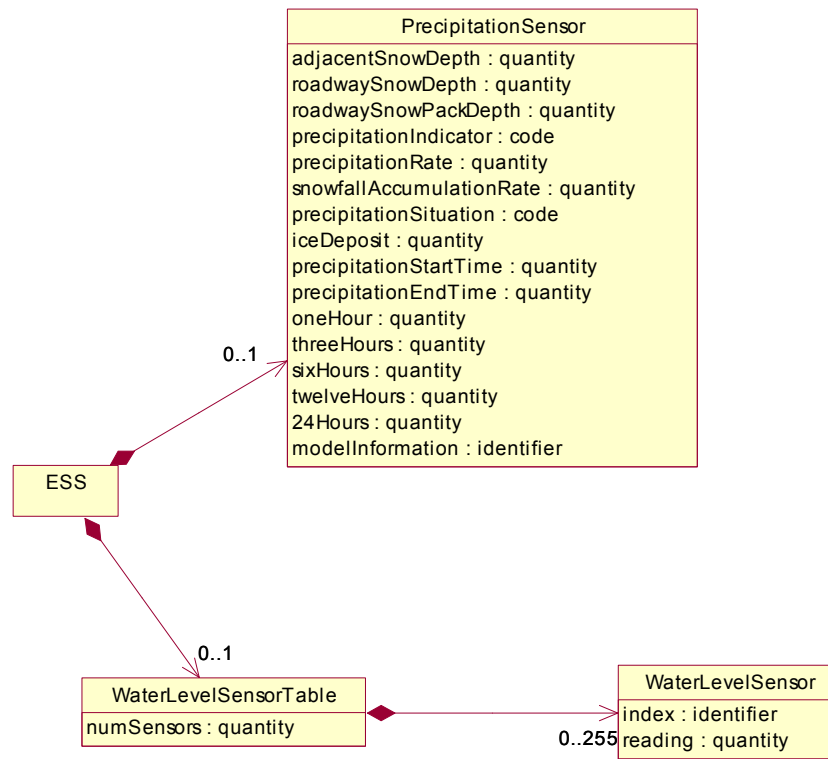 PrecipitationSensor
adjacentSnowDepth : quantity
roadwaySnowDepth : quantity
roadwaySnowPackDepth : quantity
precipitationIndicator : code
precipitationRate : quantity
snowfallAccumulationRate : quantity
precipitationSituation : code
iceDeposit : quantity
precipitationStartTime : quantity
precipitationEndTime : quantity
oneHour : quantity
threeHours : quantity
sixHours : quantity
twelveHours : quantity
24Hours : quantity
modelInformation : identifier
0..1
ESS
0..1
WaterLevelSensorTable
numSensors : quantity
0..255
WaterLevelSensor
index : identifier
reading : quantity